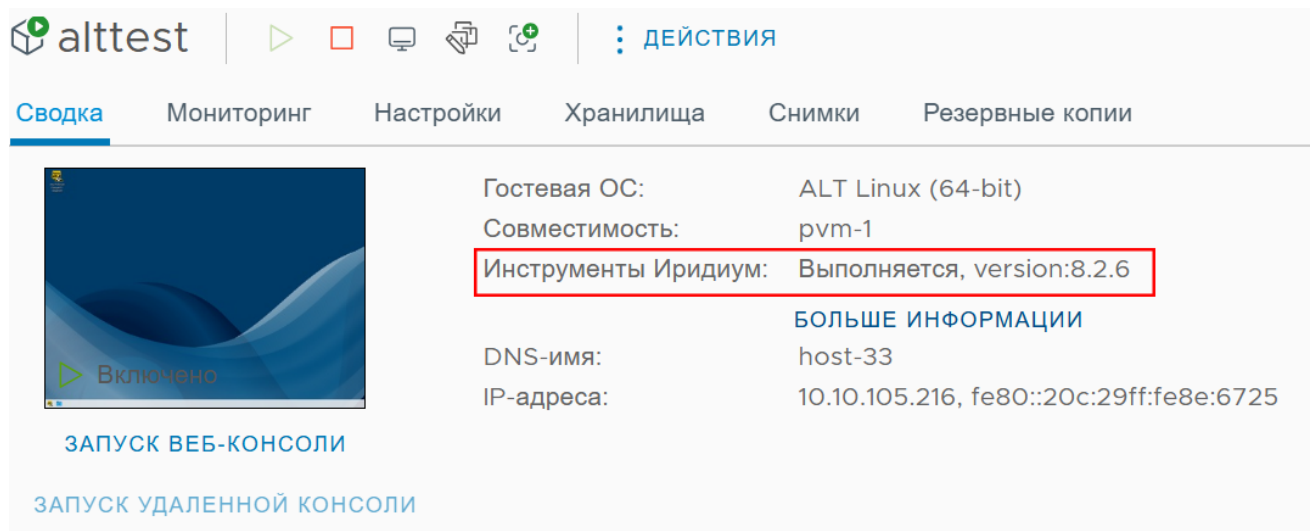 alttest
ДЕЙСТВИЯ
Сводка Мониторинг Настройки Хранилища Снимки Резервные копии
Гостевая ОС: ALT Linux (64-bit)
Совместимость: pvm-1
Инструменты Иридиум: Выполняется, version:8.2.6
БОЛЬШЕ ИНФОРМАЦИИ
DNS-имя: host-33
IP-адреса: 10.10.105.216, fe80::20c:29ff:fe8e:6725
Включено
ЗАПУСК ВЕБ-КОНСОЛИ
ЗАПУСК УДАЛЕННОЙ КОНСОЛИ